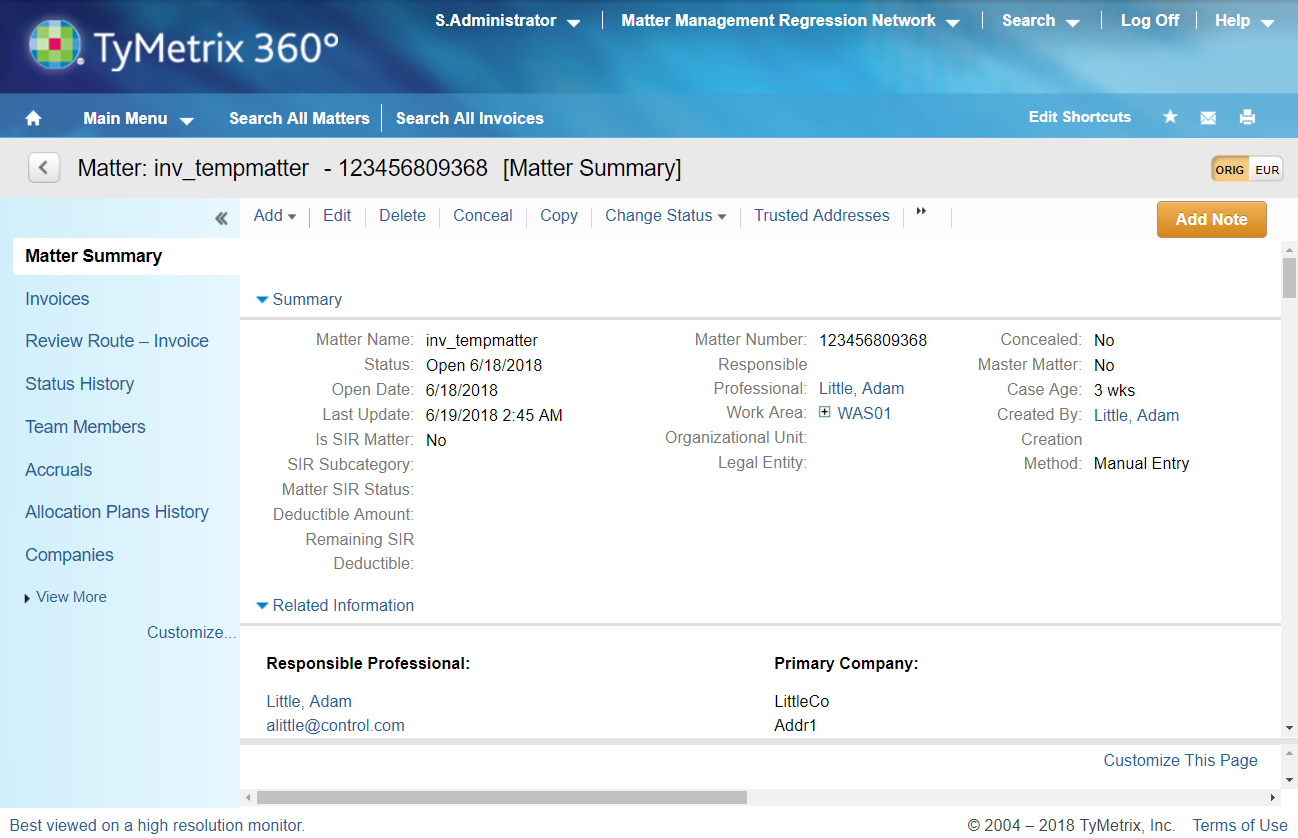 S.Administrator Matter Management Regression Network Search Log Off Help
TyMetrix 360°
Main Menu Search All Matters Search All Invoices Edit Shortcuts
Matter: inv_tempmatter - 123456809368 [Matter Summary] ORIG EUR
Add Edit Delete Conceal Copy Change Status Trusted Addresses Add Note
Matter Summary
Invoices
Review Route – Invoice
Status History
Team Members
Accruals
Allocation Plans History
Companies
View More
Customize...
Summary
Matter Name: inv_tempmatter
Status: Open 6/18/2018
Open Date: 6/18/2018
Last Update: 6/19/2018 2:45 AM
Is SIR Matter: No
SIR Subcategory:
Matter SIR Status:
Deductible Amount:
Remaining SIR
Deductible:
Matter Number: 123456809368
Responsible
Professional: Little, Adam
Work Area: WAS01
Organizational Unit:
Legal Entity:
Concealed: No
Master Matter: No
Case Age: 3 wks
Created By: Little, Adam
Creation
Method: Manual Entry
Related Information
Responsible Professional:
Little, Adam
alittle@control.com
Primary Company:
LittleCo
Addr1
Customize This Page
Best viewed on a high resolution monitor. © 2004 – 2018 TyMetrix, Inc. Terms of Use